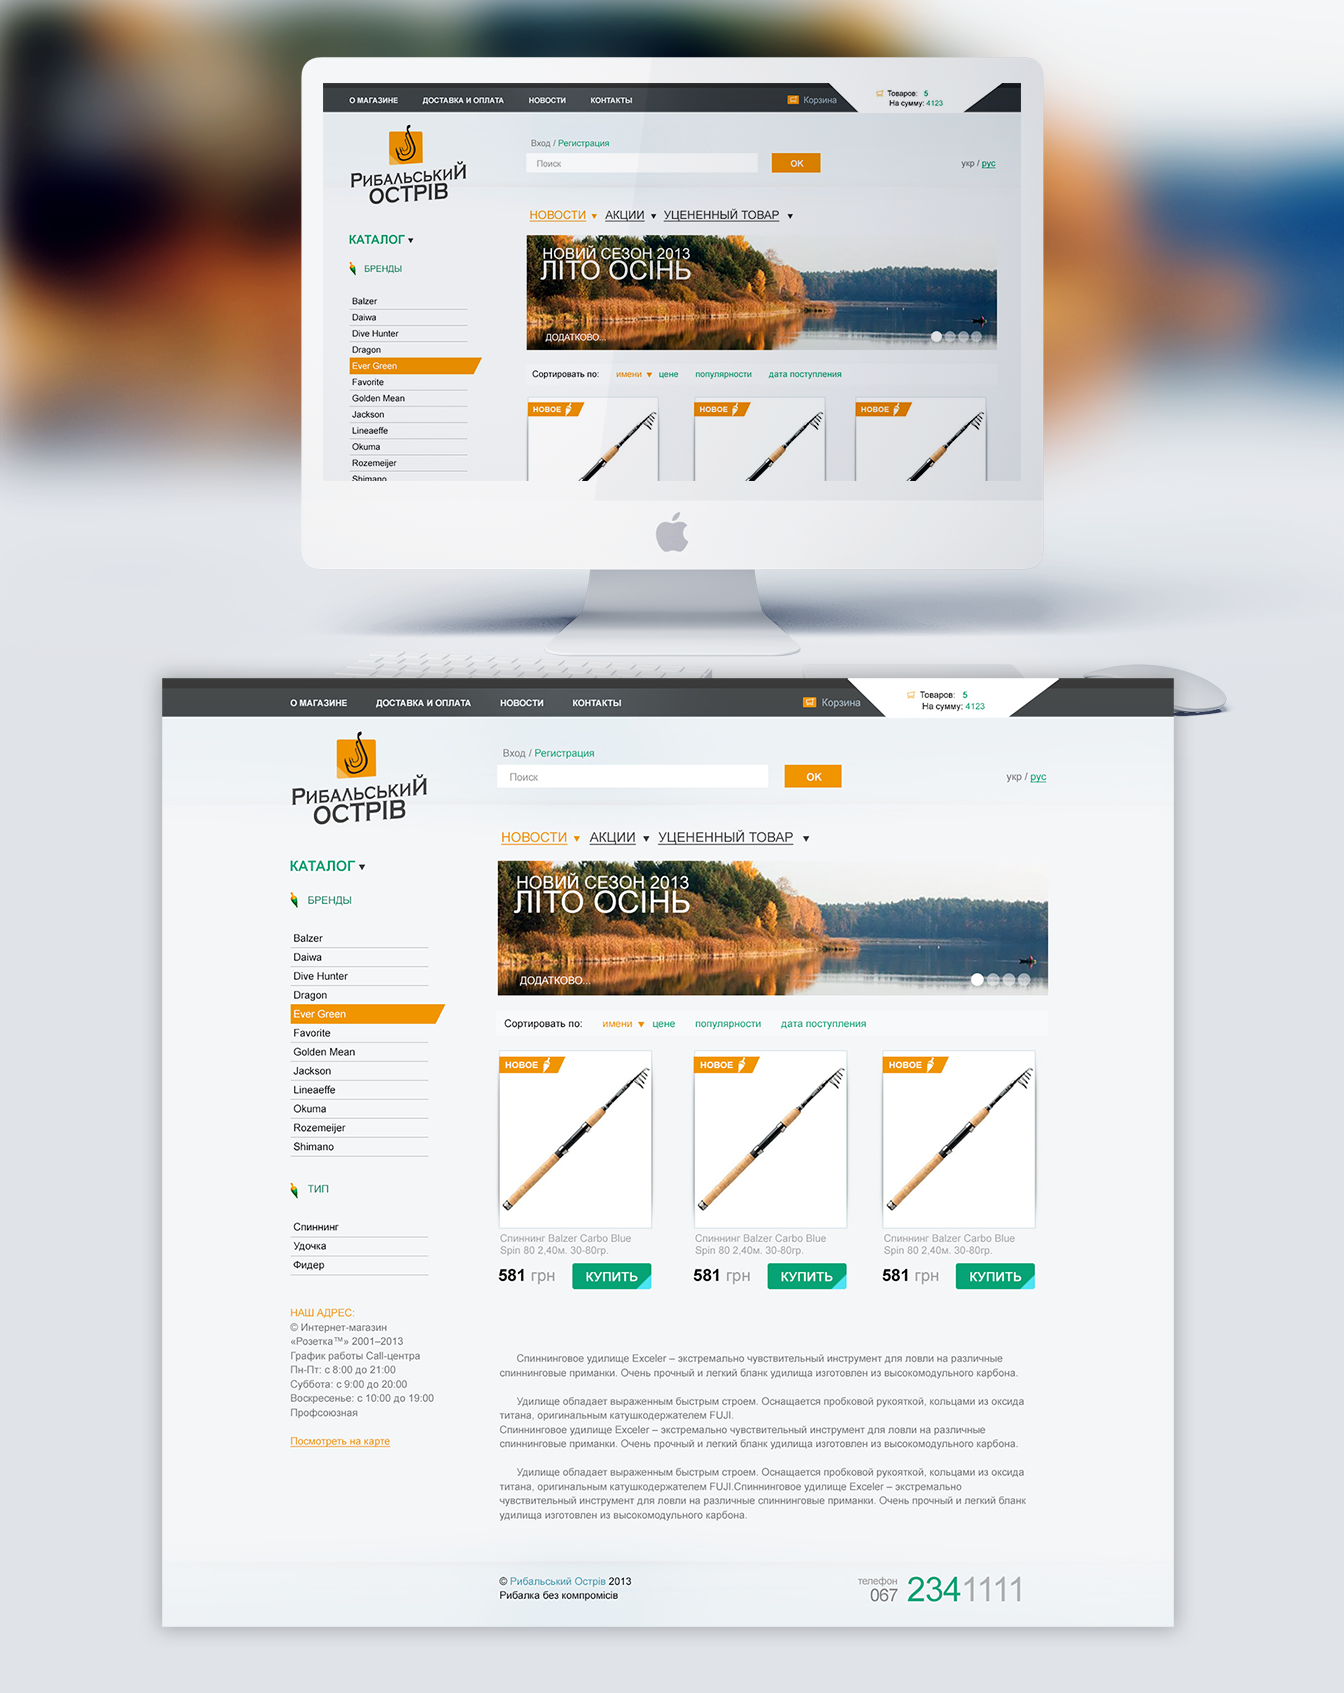 О МАГАЗИНЕ ДОСТАВКА И ОПЛАТА НОВОСТИ КОНТАКТЫ Корзина Товаров: 5
На сумму: 4123
Вход / Регистрация
Поиск OK укр / рус
РИБАЛЬСЬКИЙ
ОСТРІВ
НОВОСТИ АКЦИИ УЦЕНЕННЫЙ ТОВАР
КАТАЛОГ
БРЕНДЫ
Balzer
Daiwa
Dive Hunter
Dragon
Ever Green
Favorite
Golden Mean
Jackson
Lineaeffe
Okuma
Rozemeijer
Shimano
НОВИЙ СЕЗОН 2013
ЛІТО ОСІНЬ
ДОДАТКОВО...
Сортировать по: имени цене популярности дата поступления
НОВОЕ НОВОЕ НОВОЕ
О МАГАЗИНЕ ДОСТАВКА И ОПЛАТА НОВОСТИ КОНТАКТЫ Корзина Товаров: 5
На сумму: 4123
Вход / Регистрация
Поиск OK укр / рус
РИБАЛЬСЬКИЙ
ОСТРІВ
НОВОСТИ АКЦИИ УЦЕНЕННЫЙ ТОВАР
КАТАЛОГ
БРЕНДЫ
Balzer
Daiwa
Dive Hunter
Dragon
Ever Green
Favorite
Golden Mean
Jackson
Lineaeffe
Okuma
Rozemeijer
Shimano
ТИП
Спиннинг
Удочка
Фидер
НАШ АДРЕС:
© Интернет-магазин
«Розетка™» 2001–2013
График работы Call-центра
Пн-Пт: с 8:00 до 21:00
Суббота: с 9:00 до 20:00
Воскресенье: с 10:00 до 19:00
Профсоюзная
Посмотреть на карте
НОВИЙ СЕЗОН 2013
ЛІТО ОСІНЬ
ДОДАТКОВО...
Сортировать по: имени цене популярности дата поступления
НОВОЕ НОВОЕ НОВОЕ
Спиннинг Balzer Carbo Blue
Spin 80 2,40м. 30-80гр.
581 грн КУПИТЬ
Спиннинг Balzer Carbo Blue
Spin 80 2,40м. 30-80гр.
581 грн КУПИТЬ
Спиннинг Balzer Carbo Blue
Spin 80 2,40м. 30-80гр.
581 грн КУПИТЬ
Спиннинговое удилище Exceler – экстремально чувствительный инструмент для ловли на различные
спиннинговые приманки. Очень прочный и легкий бланк удилища изготовлен из высокомодульного карбона.
Удилище обладает выраженным быстрым строем. Оснащается пробковой рукояткой, кольцами из оксида
титана, оригинальным катушкодержателем FUJI.
Спиннинговое удилище Exceler – экстремально чувствительный инструмент для ловли на различные
спиннинговые приманки. Очень прочный и легкий бланк удилища изготовлен из высокомодульного карбона.
Удилище обладает выраженным быстрым строем. Оснащается пробковой рукояткой, кольцами из оксида
титана, оригинальным катушкодержателем FUJI.Спиннинговое удилище Exceler – экстремально
чувствительный инструмент для ловли на различные спиннинговые приманки. Очень прочный и легкий бланк
удилища изготовлен из высокомодульного карбона.
© Рибальський Острів 2013
Рибалка без компромісів
телефон
067 2341111